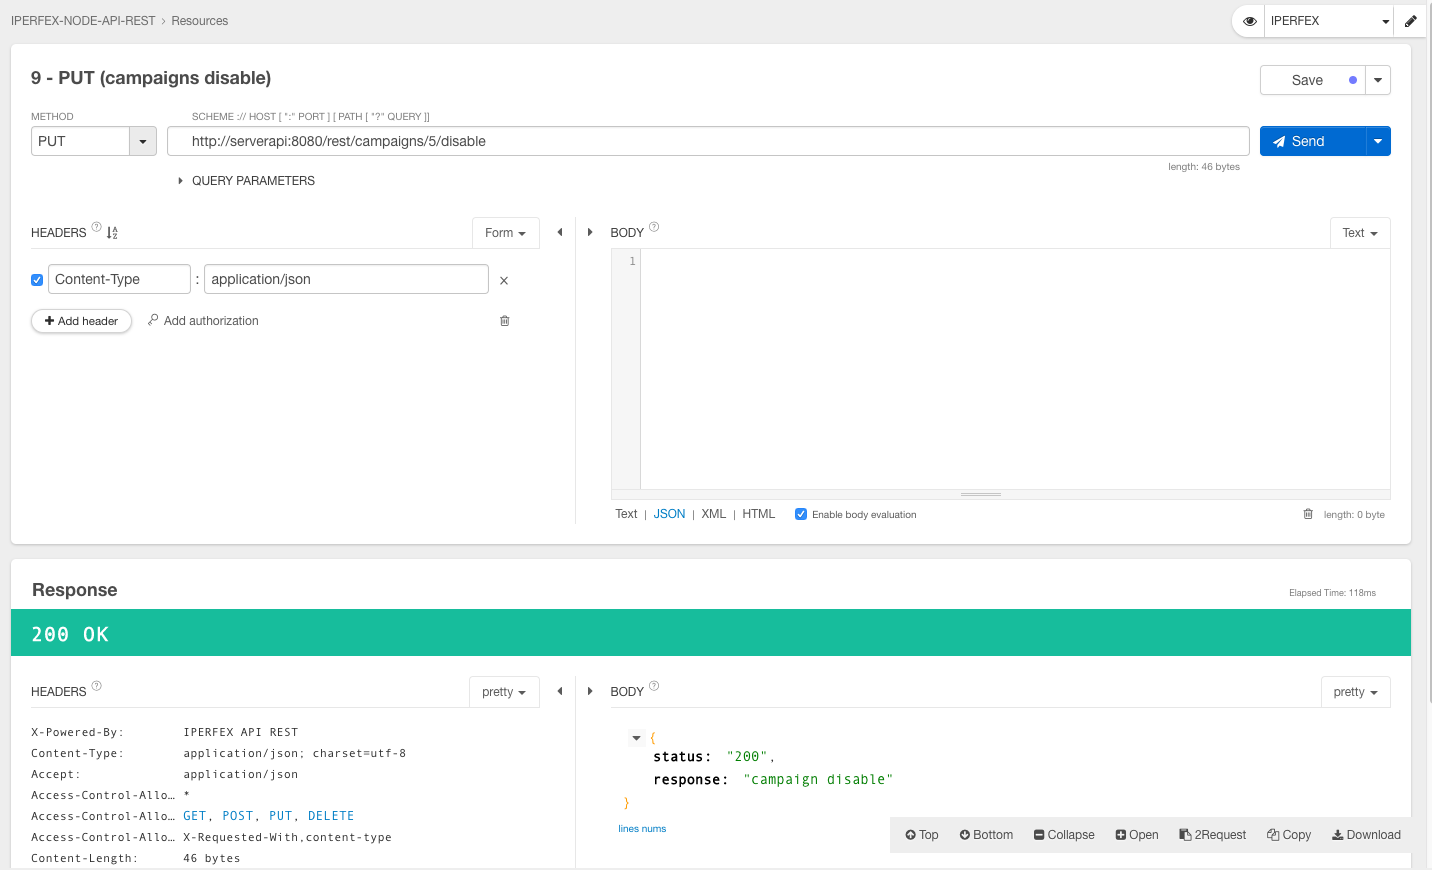 IPERFEX-NODE-API-REST › Resources
IPERFEX
9 - PUT (campaigns disable)
Save
METHOD
SCHEME :// HOST [ ":" PORT ] [ PATH [ "?" QUERY ]]
PUT
http://serverapi:8080/rest/campaigns/5/disable
Send
length: 46 bytes
QUERY PARAMETERS
HEADERS ?
Form
BODY ?
Text
Content-Type : application/json
1
+ Add header
Add authorization
Text | JSON | XML | HTML
Enable body evaluation
length: 0 byte
Response
Elapsed Time: 118ms
200 OK
HEADERS ?
pretty
BODY ?
pretty
X-Powered-By: IPERFEX API REST
Content-Type: application/json; charset=utf-8
Accept: application/json
Access-Control-Allo… *
Access-Control-Allo… GET, POST, PUT, DELETE
Access-Control-Allo… X-Requested-With,content-type
Content-Length: 46 bytes
{
status: "200",
response: "campaign disable"
}
lines nums
Top Bottom Collapse Open 2Request Copy Download